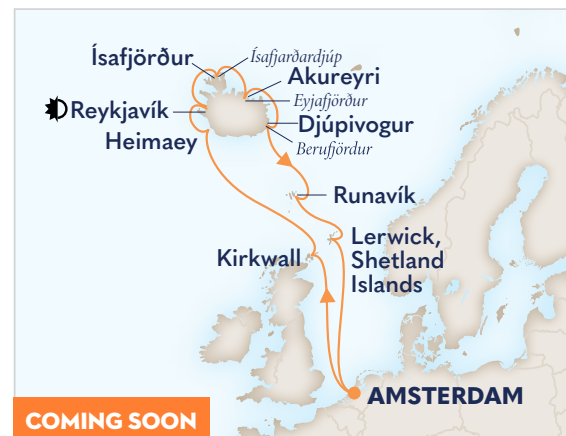 Ísafjörður
Ísafjarðardjúp
Akureyri
Eyjafjörður
Reykjavík
Djúpivogur
Heimaey
Berufjördur
Runavík
Kirkwall
Lerwick,
Shetland
Islands
AMSTERDAM
COMING SOON